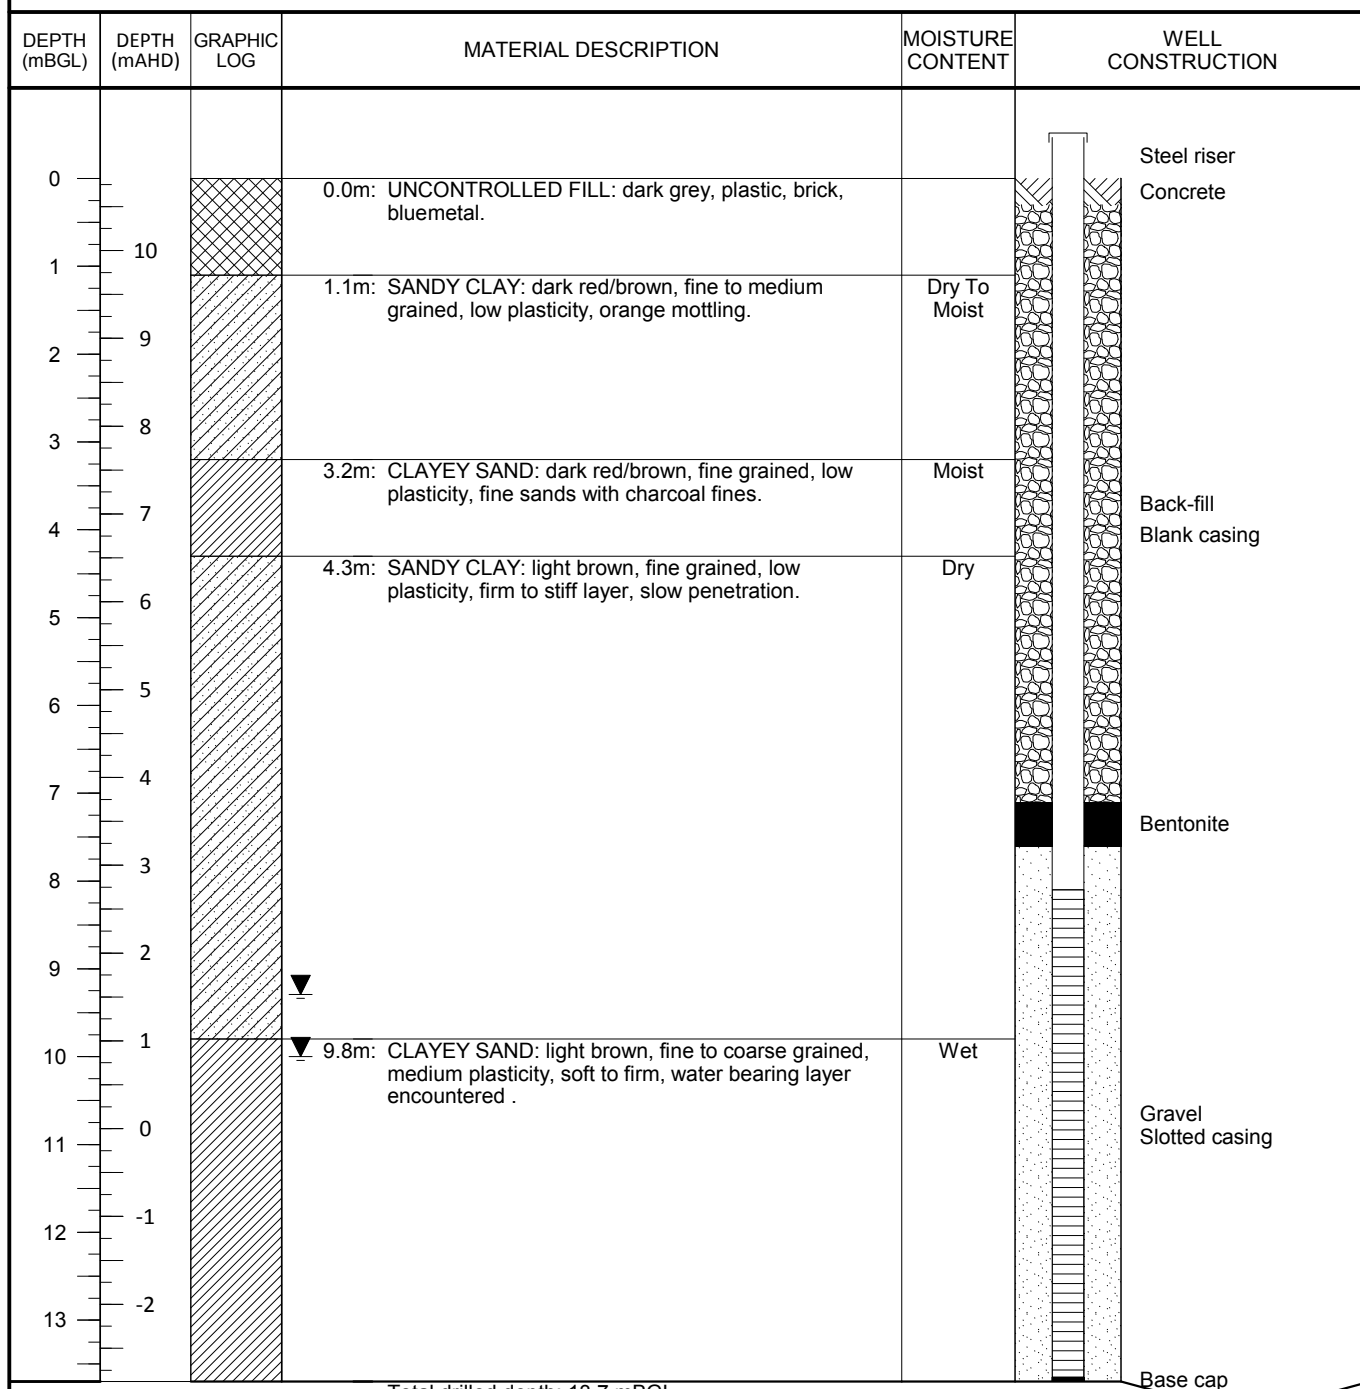 DEPTH (mBGL)
DEPTH (mAHD)
GRAPHIC LOG
MATERIAL DESCRIPTION
MOISTURE CONTENT
WELL CONSTRUCTION
Steel riser
0
0.0m: UNCONTROLLED FILL: dark grey, plastic, brick,
bluemetal.
Concrete
10
1
1.1m: SANDY CLAY: dark red/brown, fine to medium
grained, low plasticity, orange mottling.
Dry To
Moist
9
2
8
3
3.2m: CLAYEY SAND: dark red/brown, fine grained, low
plasticity, fine sands with charcoal fines.
Moist
7
Back-fill
4
Blank casing
4.3m: SANDY CLAY: light brown, fine grained, low
plasticity, firm to stiff layer, slow penetration.
Dry
6
5
5
6
4
7
Bentonite
3
8
2
9
1
10
9.8m: CLAYEY SAND: light brown, fine to coarse grained,
medium plasticity, soft to firm, water bearing layer
encountered .
Wet
0
Gravel
11
Slotted casing
-1
12
-2
13
Base cap
Total drilled depth: 13.7 mBGL